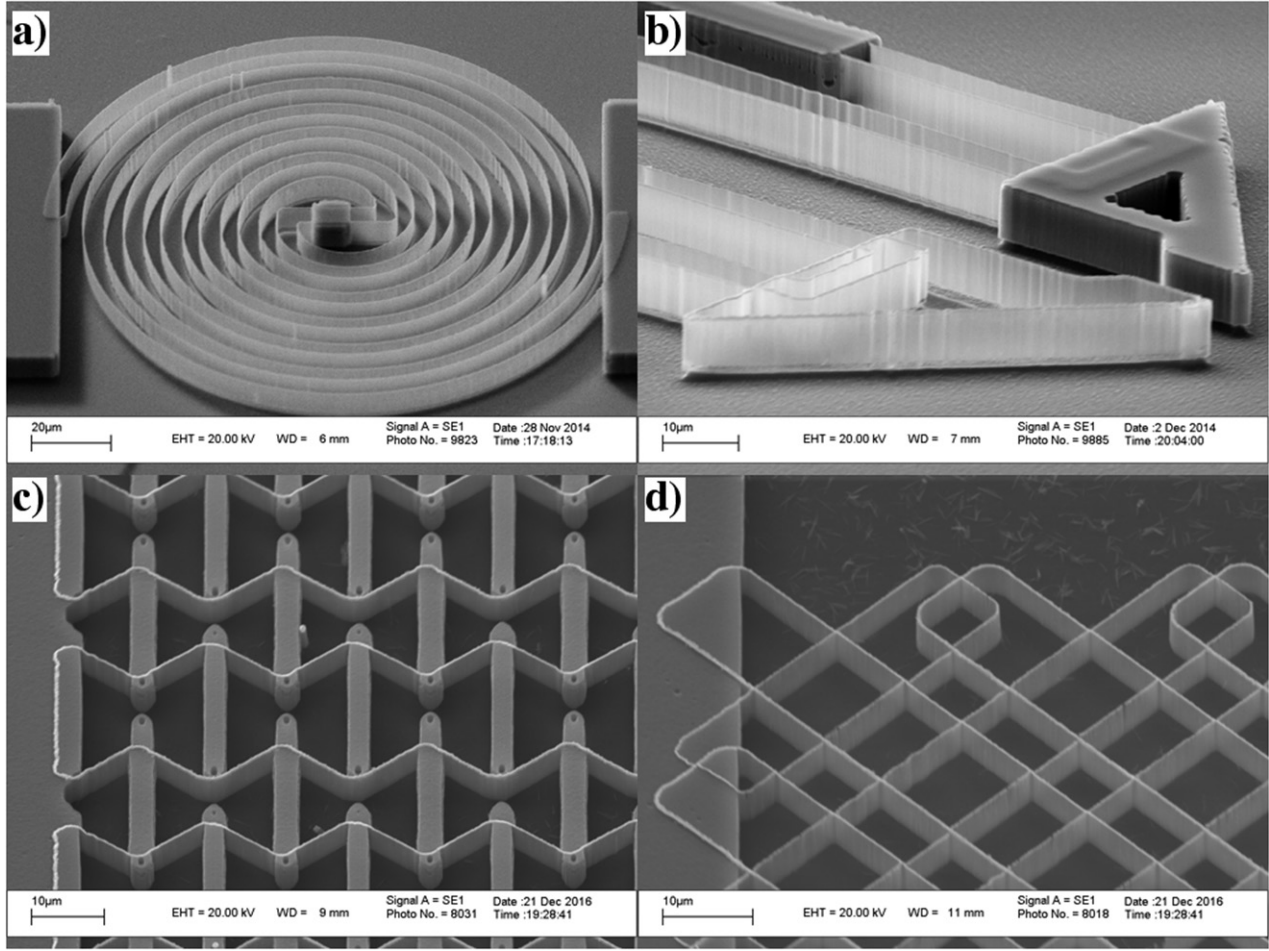 a)
20µm
EHT = 20.00 kV WD = 6 mm
Signal A = SE1
Photo No. = 9823
Date :28 Nov 2014
Time :17:18:13
b)
10µm
EHT = 20.00 kV WD = 7 mm
Signal A = SE1
Photo No. = 9885
Date :2 Dec 2014
Time :20:04:00
c)
10µm
EHT = 20.00 kV WD = 9 mm
Signal A = SE1
Photo No. = 8031
Date :21 Dec 2016
Time :19:28:41
d)
10µm
EHT = 20.00 kV WD = 11 mm
Signal A = SE1
Photo No. = 8018
Date :21 Dec 2016
Time :19:28:41